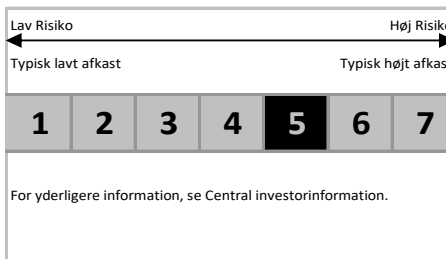 Lav Risiko Høj Risiko
Typisk lavt afkast Typisk højt afkas
1 2 3 4 5 6 7
For yderligere information, se Central investorinformation.